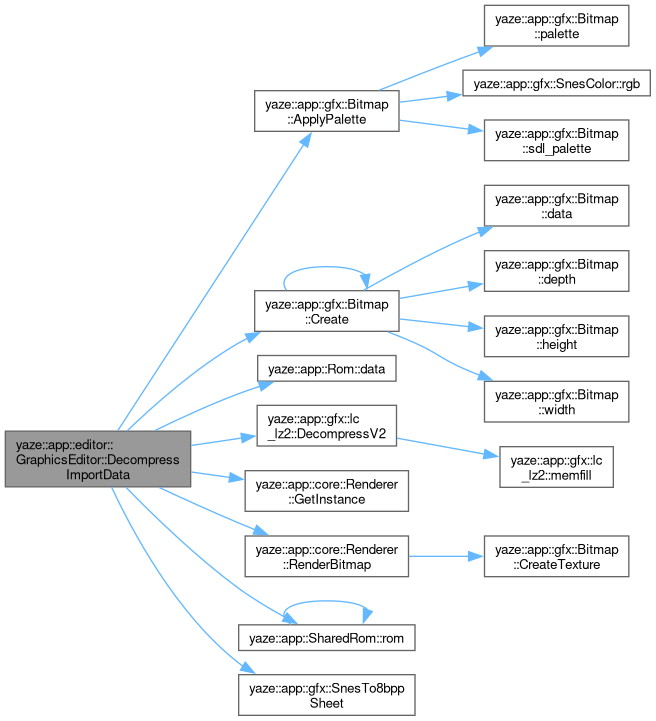 yaze::app::gfx::Bitmap
::palette
yaze::app::gfx::SnesColor::rgb
yaze::app::gfx::Bitmap
::ApplyPalette
yaze::app::gfx::Bitmap
::sdl_palette
yaze::app::gfx::Bitmap
::data
yaze::app::gfx::Bitmap
::depth
yaze::app::gfx::Bitmap
::Create
yaze::app::gfx::Bitmap
::height
yaze::app::Rom::data
yaze::app::gfx::Bitmap
::width
yaze::app::gfx::lc
_lz2::DecompressV2
yaze::app::editor::
GraphicsEditor::Decompress
ImportData
yaze::app::gfx::lc
_lz2::memfill
yaze::app::core::Renderer
::GetInstance
yaze::app::core::Renderer
::RenderBitmap
yaze::app::gfx::Bitmap
::CreateTexture
yaze::app::SharedRom::rom
yaze::app::gfx::SnesTo8bpp
Sheet